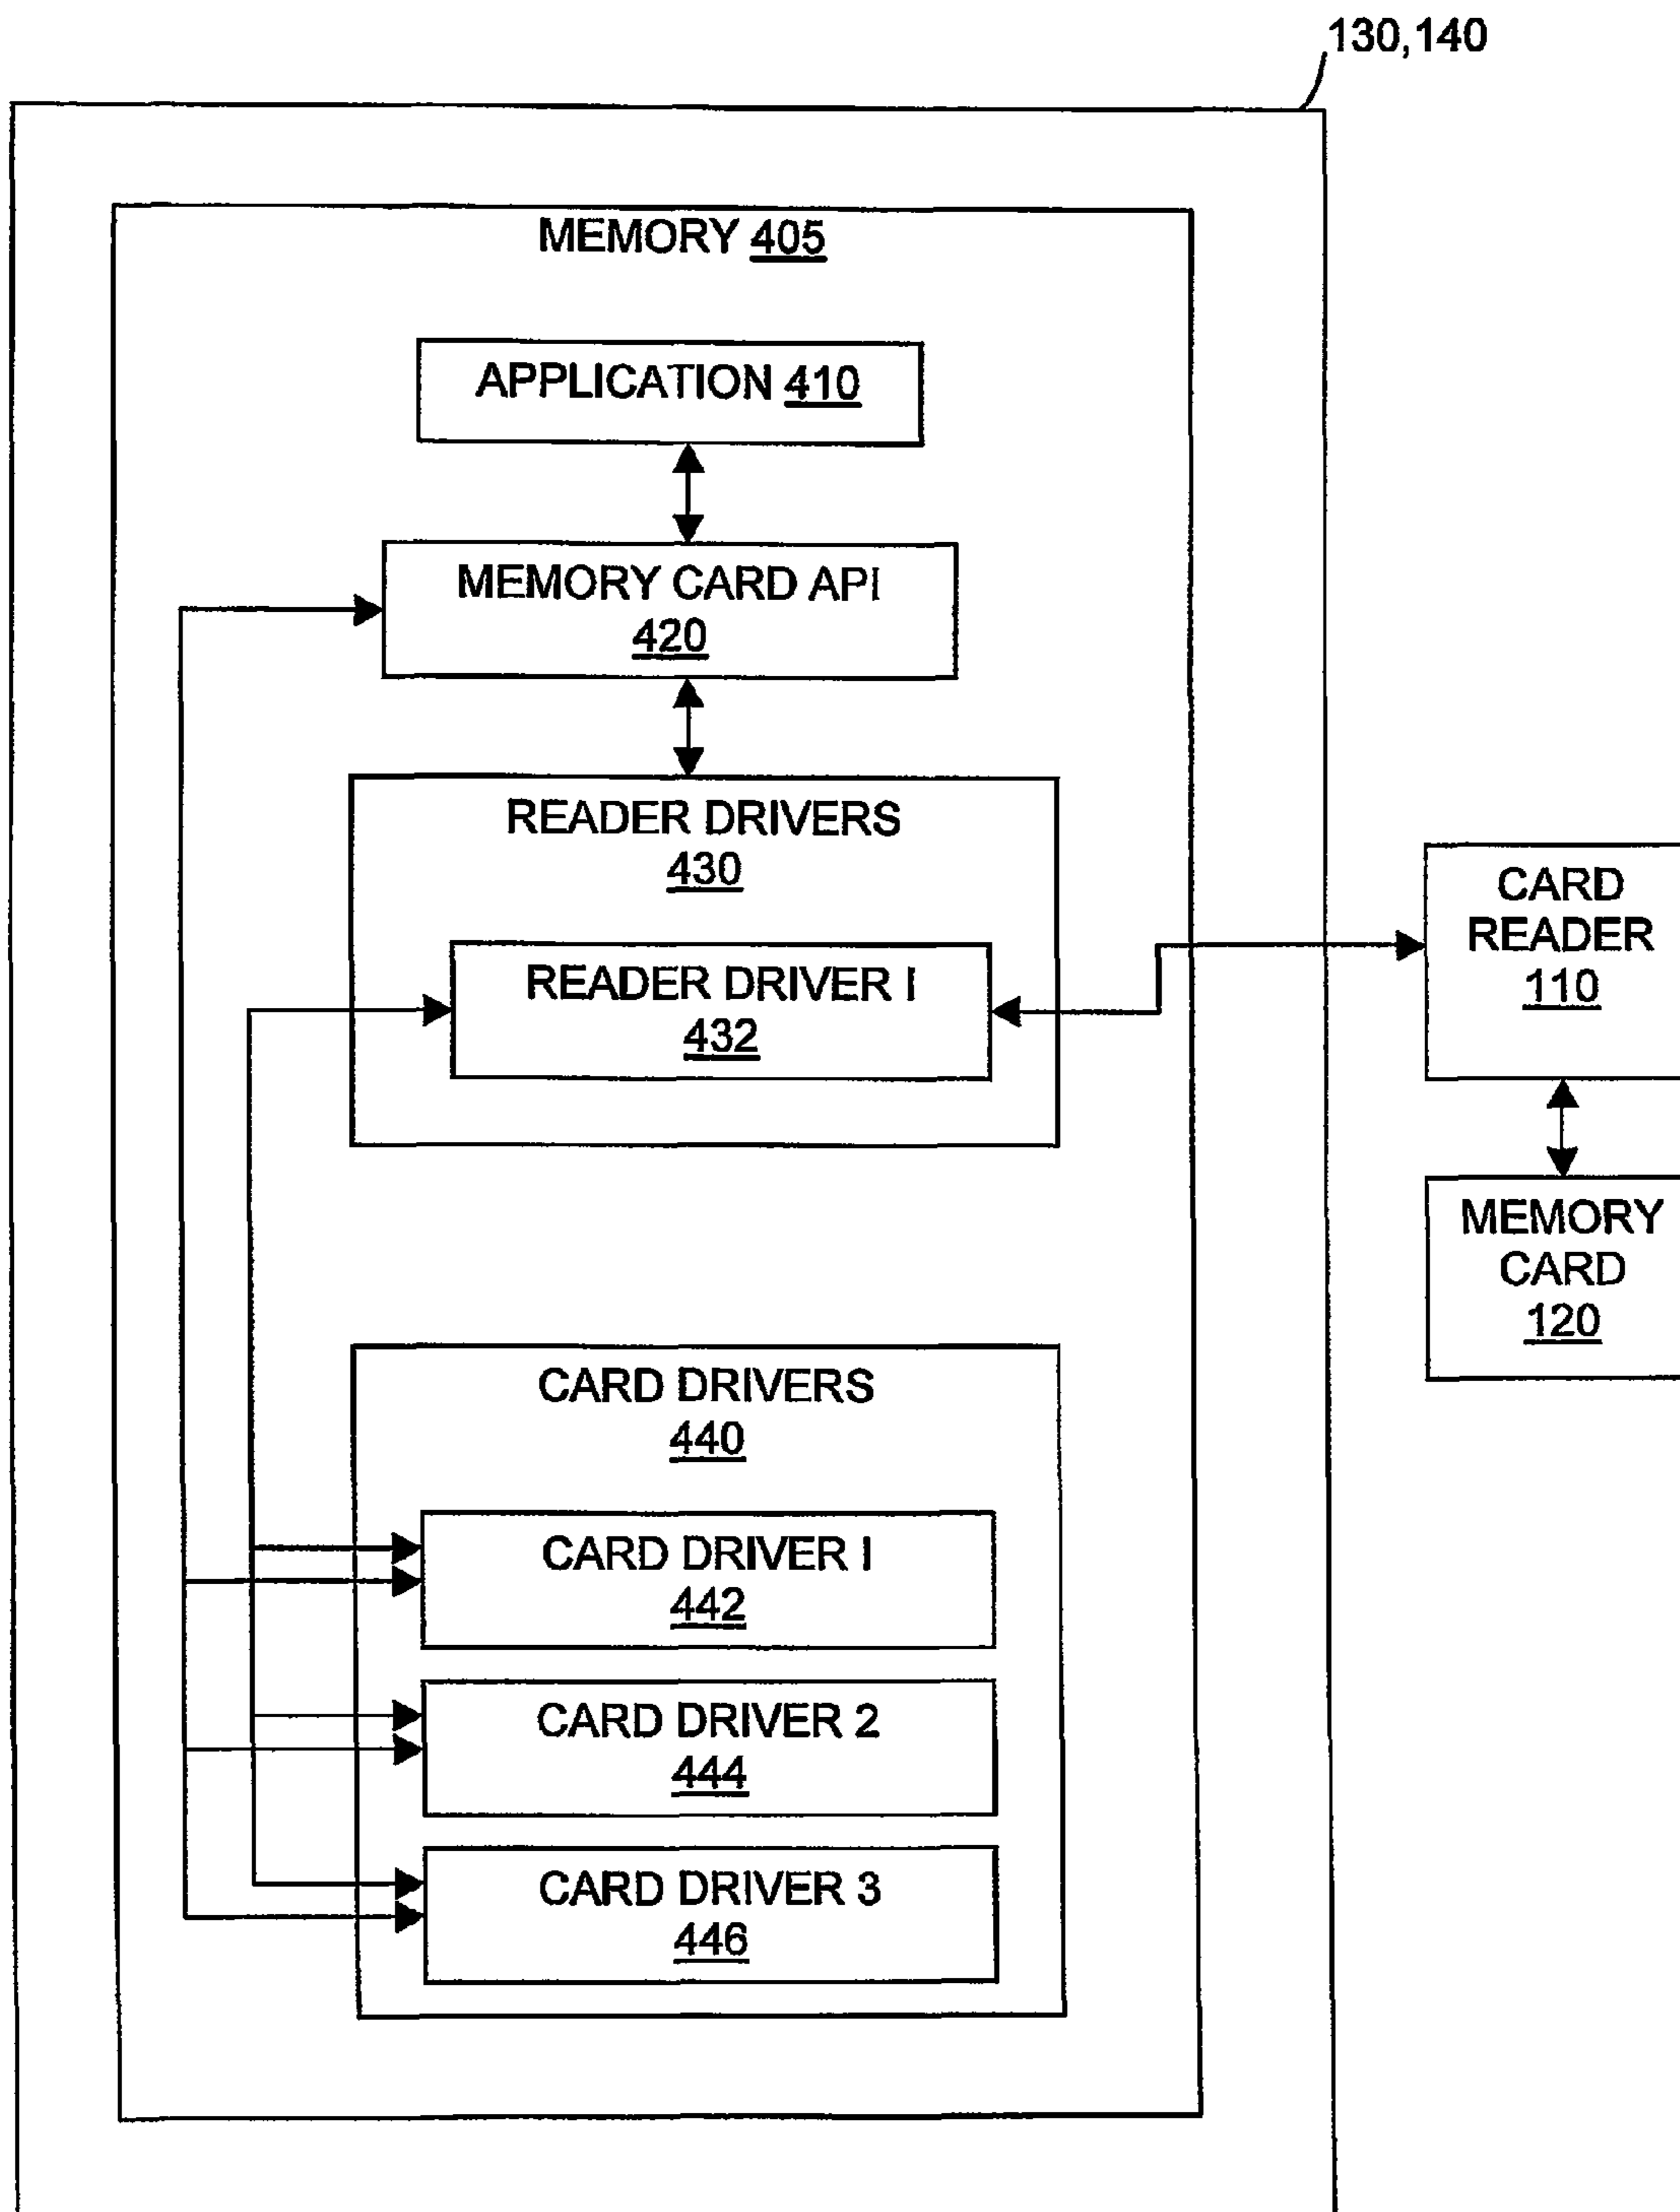 130,140
MEMORY 405
APPLICATION 410
MEMORY CARD API
420
READER DRIVERS
430
READER DRIVER I
432
CARD
READER
110
MEMORY
CARD
120
CARD DRIVERS
440
CARD DRIVER I
442
CARD DRIVER 2
444
CARD DRIVER 3
446